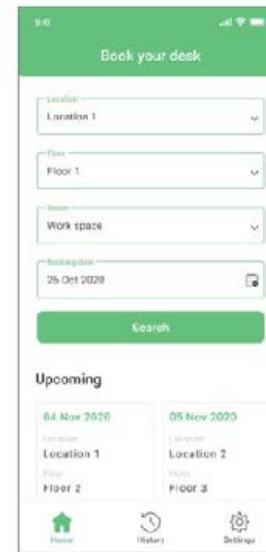 9:41
Book your desk
Location
Location 1
Floor
Floor 1
Room
Work space
Booking date
26 Oct 2020
Search
Upcoming
04 Nov 2020 05 Nov 2020
Location Location
Location 1 Location 2
Floor Floor
Floor 2 Floor 3
Home History Settings